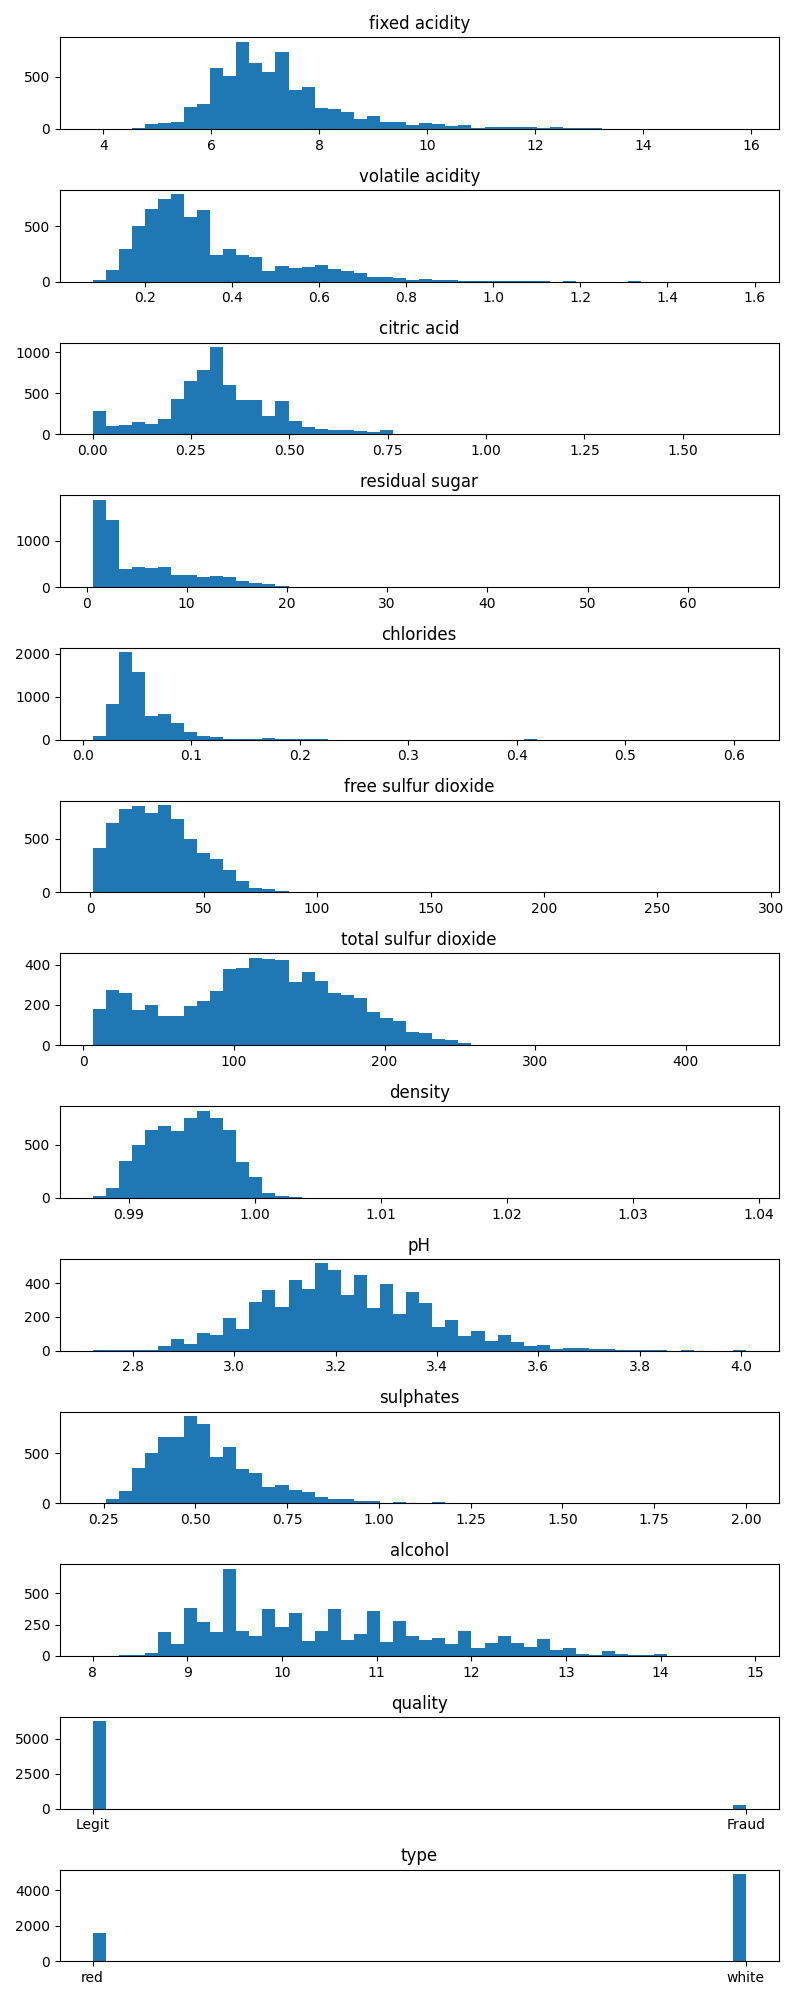 fixed acidity
500
0
4 6 8 10 12 14 16
volatile acidity
500
0
0.2 0.4 0.6 0.8 1.0 1.2 1.4 1.6
citric acid
1000
500
0
0.00 0.25 0.50 0.75 1.00 1.25 1.50
residual sugar
1000
0
0 10 20 30 40 50 60
chlorides
2000
1000
0
0.0 0.1 0.2 0.3 0.4 0.5 0.6
free sulfur dioxide
500
0
0 50 100 150 200 250 300
total sulfur dioxide
400
200
0
0 100 200 300 400
density
500
0
0.99 1.00 1.01 1.02 1.03 1.04
pH
400
200
0
2.8 3.0 3.2 3.4 3.6 3.8 4.0
sulphates
500
0
0.25 0.50 0.75 1.00 1.25 1.50 1.75 2.00
alcohol
500
250
0
8 9 10 11 12 13 14 15
quality
5000
2500
0
Legit Fraud
type
4000
2000
0
red white